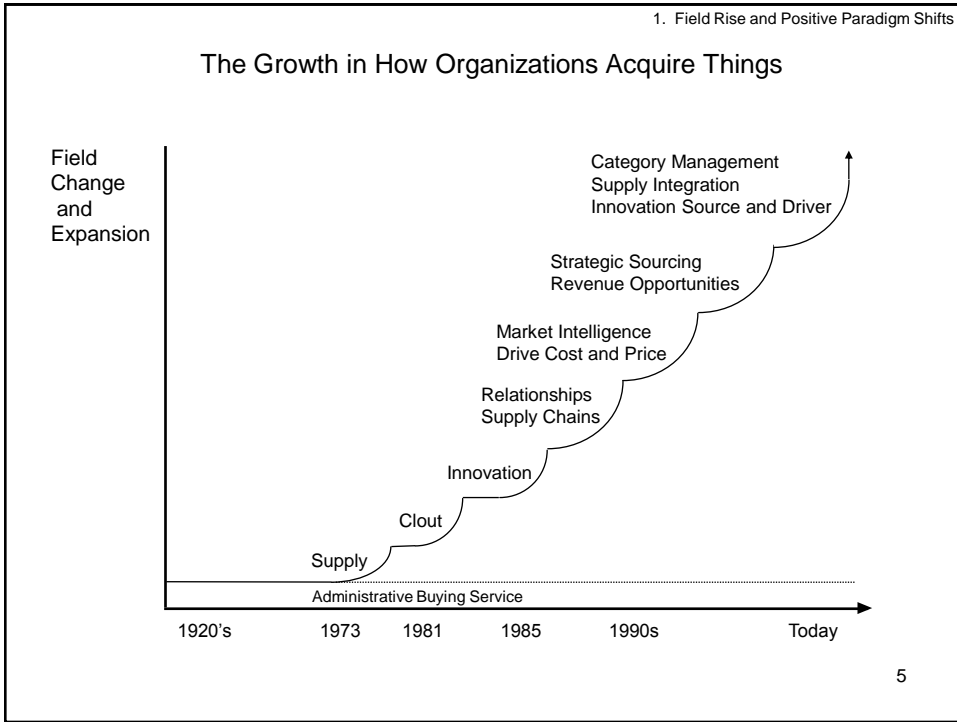 1. Field Rise and Positive Paradigm Shifts
The Growth in How Organizations Acquire Things
Field
Change
and
Expansion
Category Management
Supply Integration
Innovation Source and Driver
Strategic Sourcing
Revenue Opportunities
Market Intelligence
Drive Cost and Price
Relationships
Supply Chains
Innovation
Clout
Supply
Administrative Buying Service
1920's 1973 1981 1985 1990s Today
5